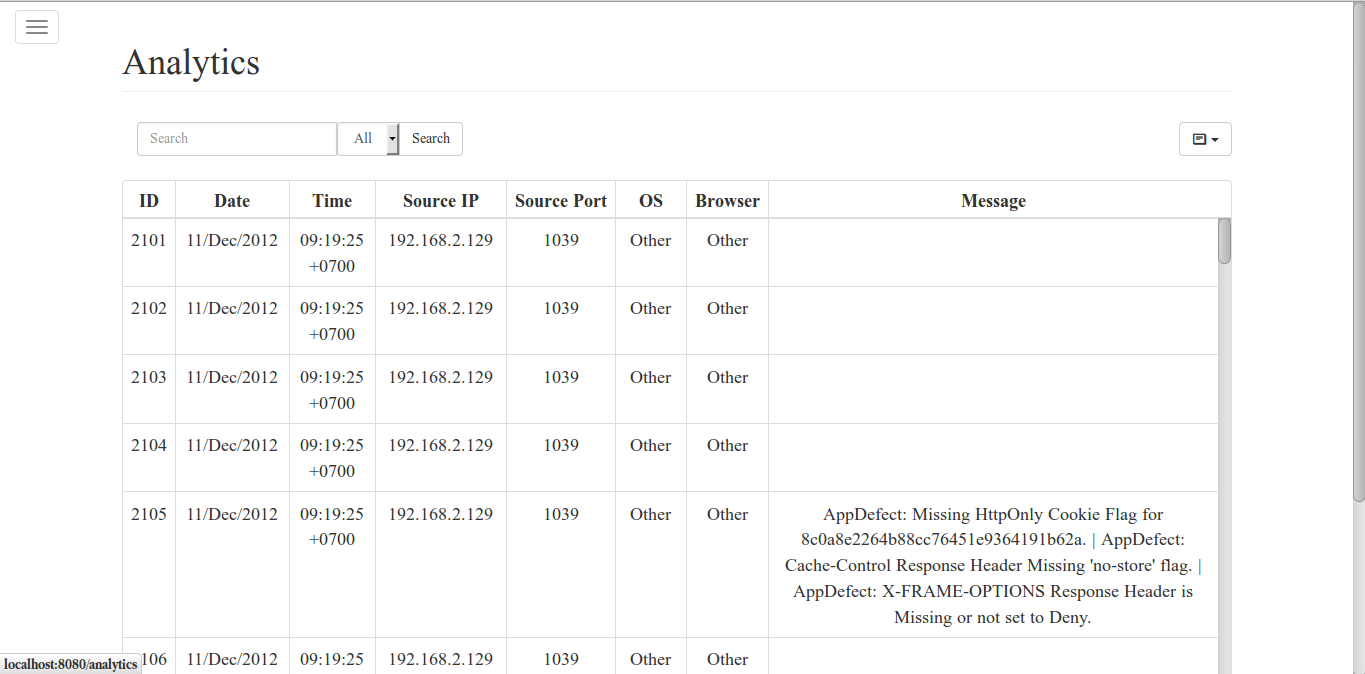 Analytics
Search All Search
ID Date Time Source IP Source Port OS Browser Message
2101 11/Dec/2012 09:19:25 192.168.2.129 1039 Other Other
+0700
2102 11/Dec/2012 09:19:25 192.168.2.129 1039 Other Other
+0700
2103 11/Dec/2012 09:19:25 192.168.2.129 1039 Other Other
+0700
2104 11/Dec/2012 09:19:25 192.168.2.129 1039 Other Other
+0700
2105 11/Dec/2012 09:19:25 192.168.2.129 1039 Other Other AppDefect: Missing HttpOnly Cookie Flag for
+0700 8c0a8e2264b88cc76451e9364191b62a. | AppDefect:
Cache-Control Response Header Missing 'no-store' flag. |
AppDefect: X-FRAME-OPTIONS Response Header is
Missing or not set to Deny.
106 11/Dec/2012 09:19:25 192.168.2.129 1039 Other Other
localhost:8080/analytics